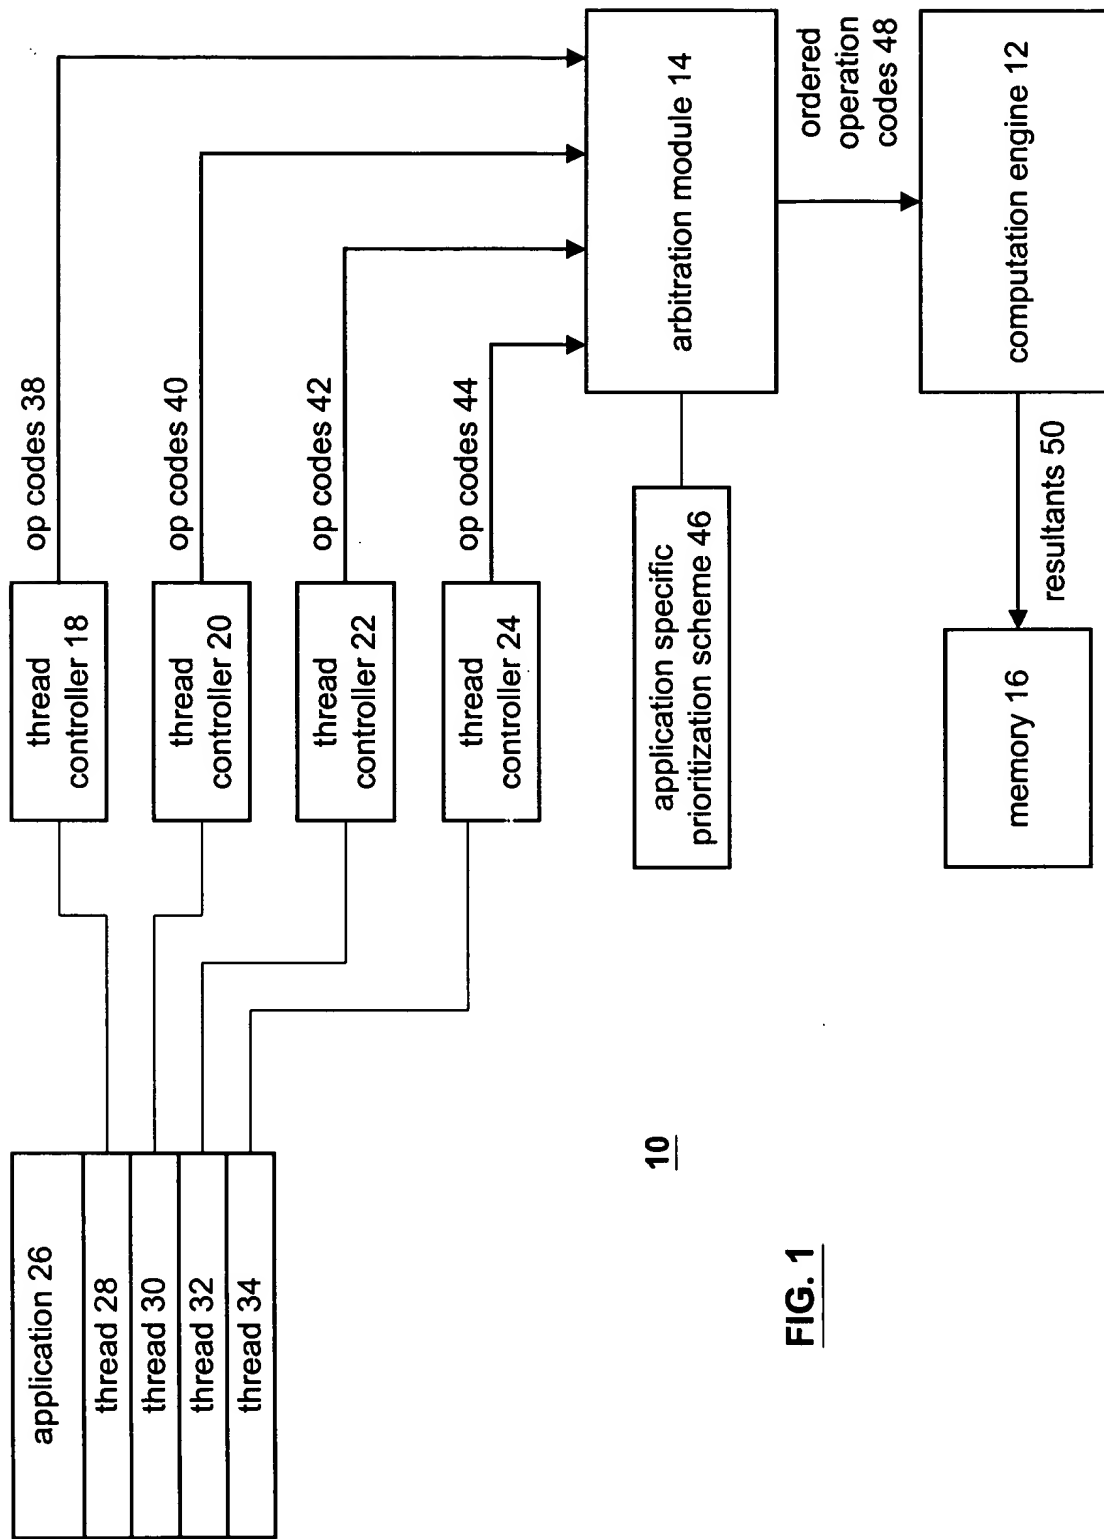 application 26
thread 28
thread 30
thread 32
thread 34
thread
controller 18
op codes 38
thread
controller 20
op codes 40
thread
controller 22
op codes 42
thread
controller 24
op codes 44
application specific
prioritization scheme 46
arbitration module 14
ordered
operation
codes 48
computation engine 12
resultants 50
memory 16
10
FIG. 1